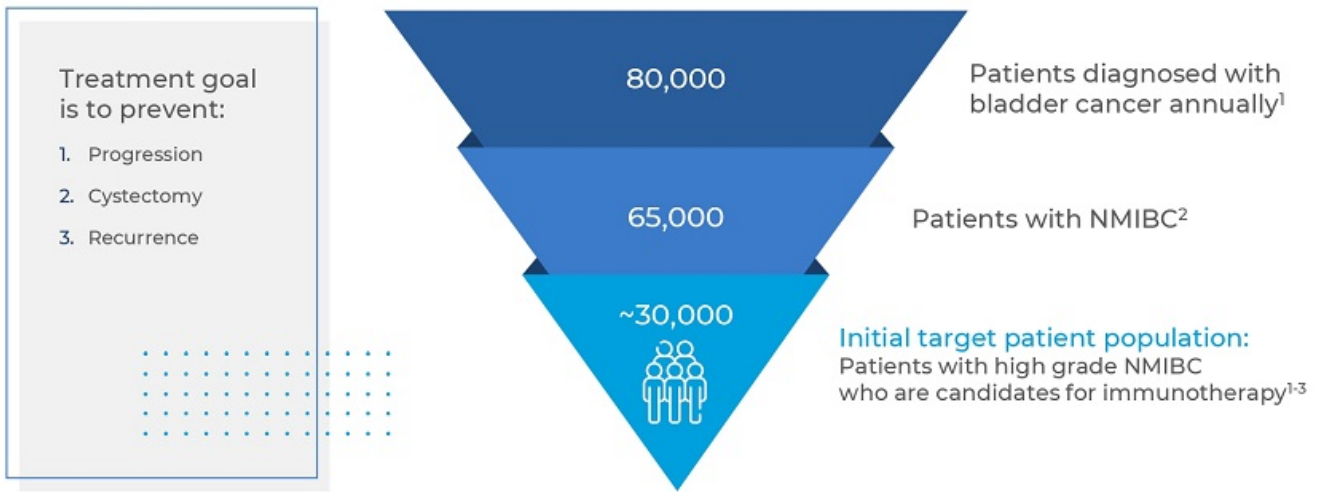 Treatment goal
is to prevent:
1. Progression
2. Cystectomy
3. Recurrence
80,000
Patients diagnosed with
bladder cancer annually¹
65,000
Patients with NMIBC²
~30,000
Initial target patient population:
Patients with high grade NMIBC
who are candidates for immunotherapy¹⁻³